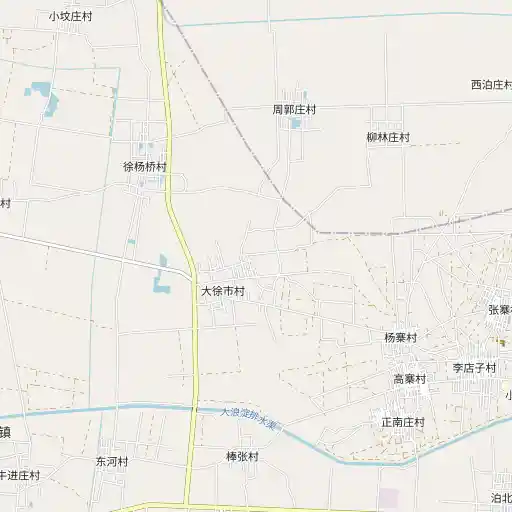 小坟庄村
西泊庄村
周郭庄村
柳林庄村
徐杨桥村
村
大徐市村
张寨村
杨寨村
李店子村
高寨村
小
大浪淀排水渠
正南庄村
镇
东河村
棒张村
牛进庄村
泊北